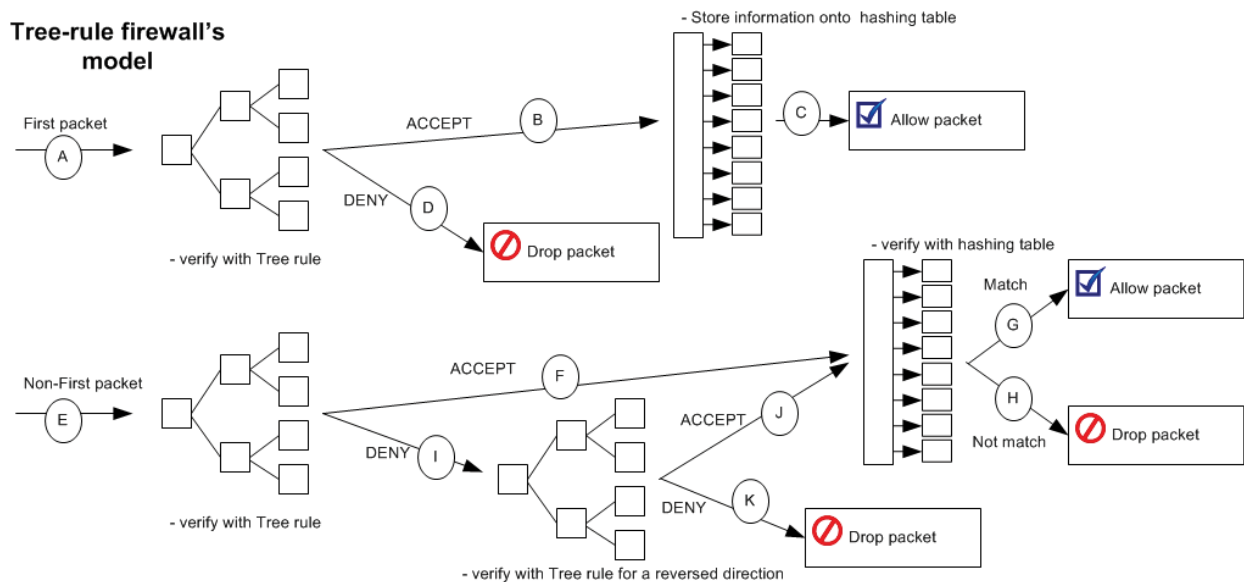 Tree-rule firewall's
model
- Store information onto hashing table
First packet
A
ACCEPT
B
C
Allow packet
DENY
D
Drop packet
- verify with Tree rule
- verify with hashing table
Match
G
Allow packet
Non-First packet
E
ACCEPT
F
DENY
I
ACCEPT
J
H
Not match
Drop packet
DENY
K
Drop packet
- verify with Tree rule
- verify with Tree rule for a reversed direction